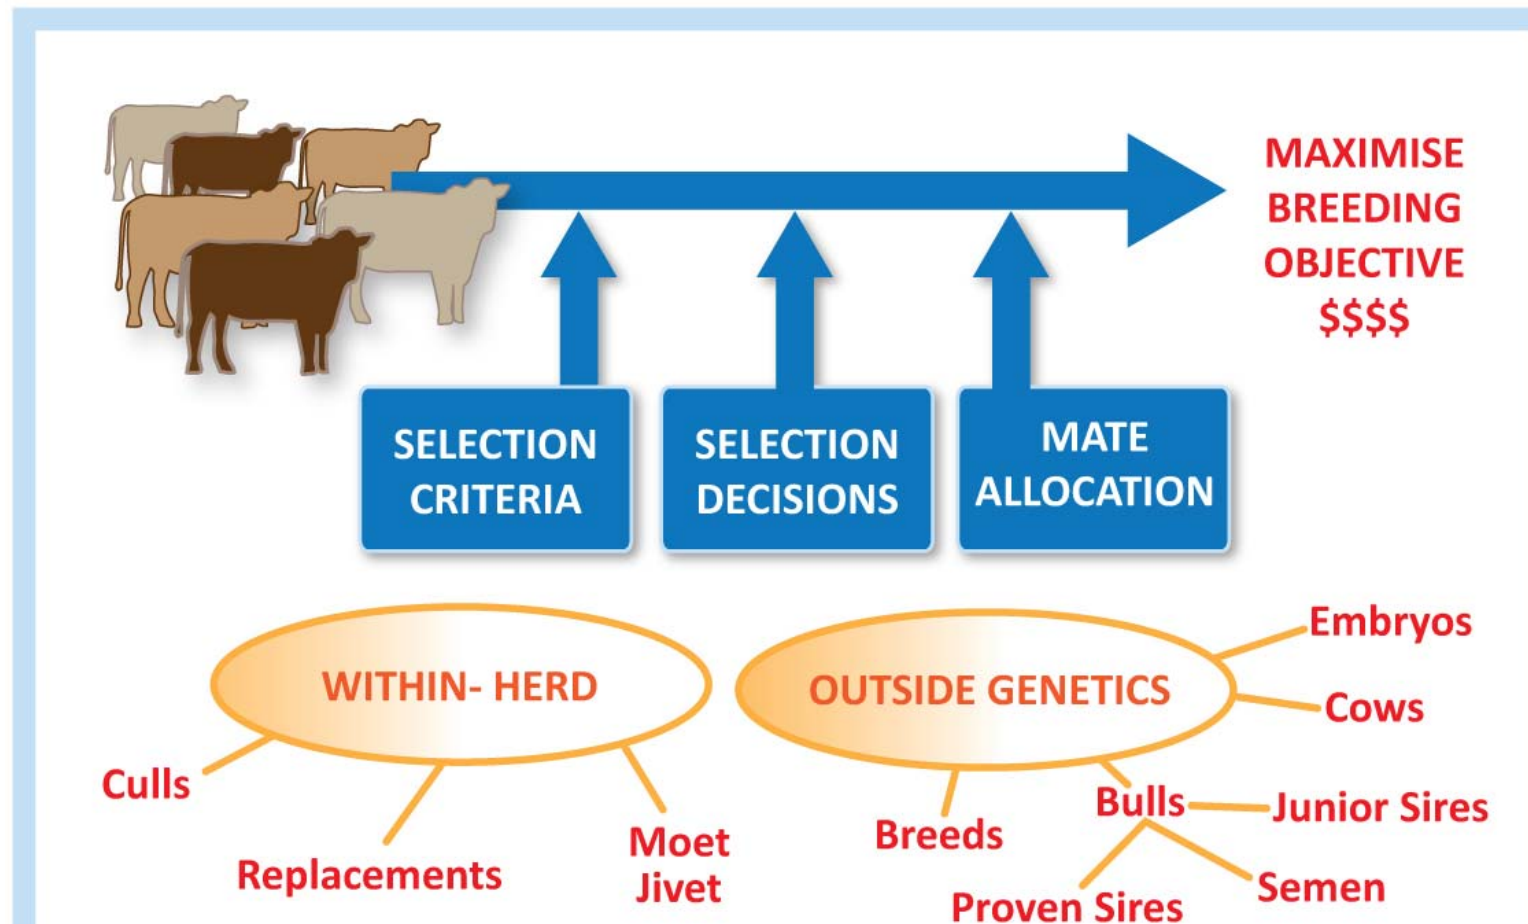 MAXIMISE
BREEDING
OBJECTIVE
$$$$
SELECTION
CRITERIA
SELECTION
DECISIONS
MATE
ALLOCATION
WITHIN- HERD
OUTSIDE GENETICS
Embryos
Cows
Culls
Replacements
Moet
Jivet
Breeds
Bulls
Junior Sires
Proven Sires
Semen